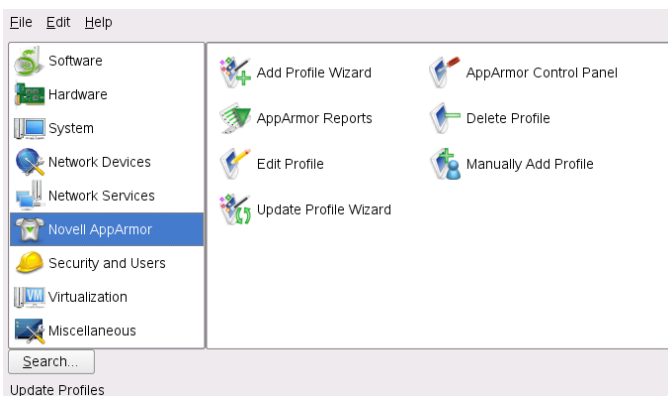 File Edit Help
Software
Hardware
System
Network Devices
Network Services
Novell AppArmor
Security and Users
VM Virtualization
Miscellaneous
Add Profile Wizard
AppArmor Control Panel
AppArmor Reports
Delete Profile
Edit Profile
Manually Add Profile
Update Profile Wizard
Search...
Update Profiles